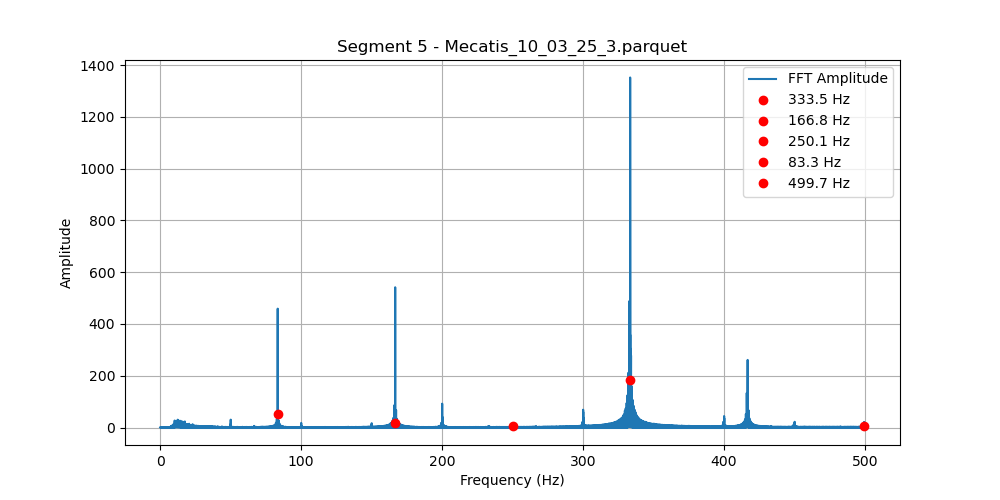 Segment 5 - Mecatis_10_03_25_3.parquet
1400
1200
1000
800
600
400
200
0
Amplitude
0
100
200
300
400
500
Frequency (Hz)
FFT Amplitude
333.5 Hz
166.8 Hz
250.1 Hz
83.3 Hz
499.7 Hz